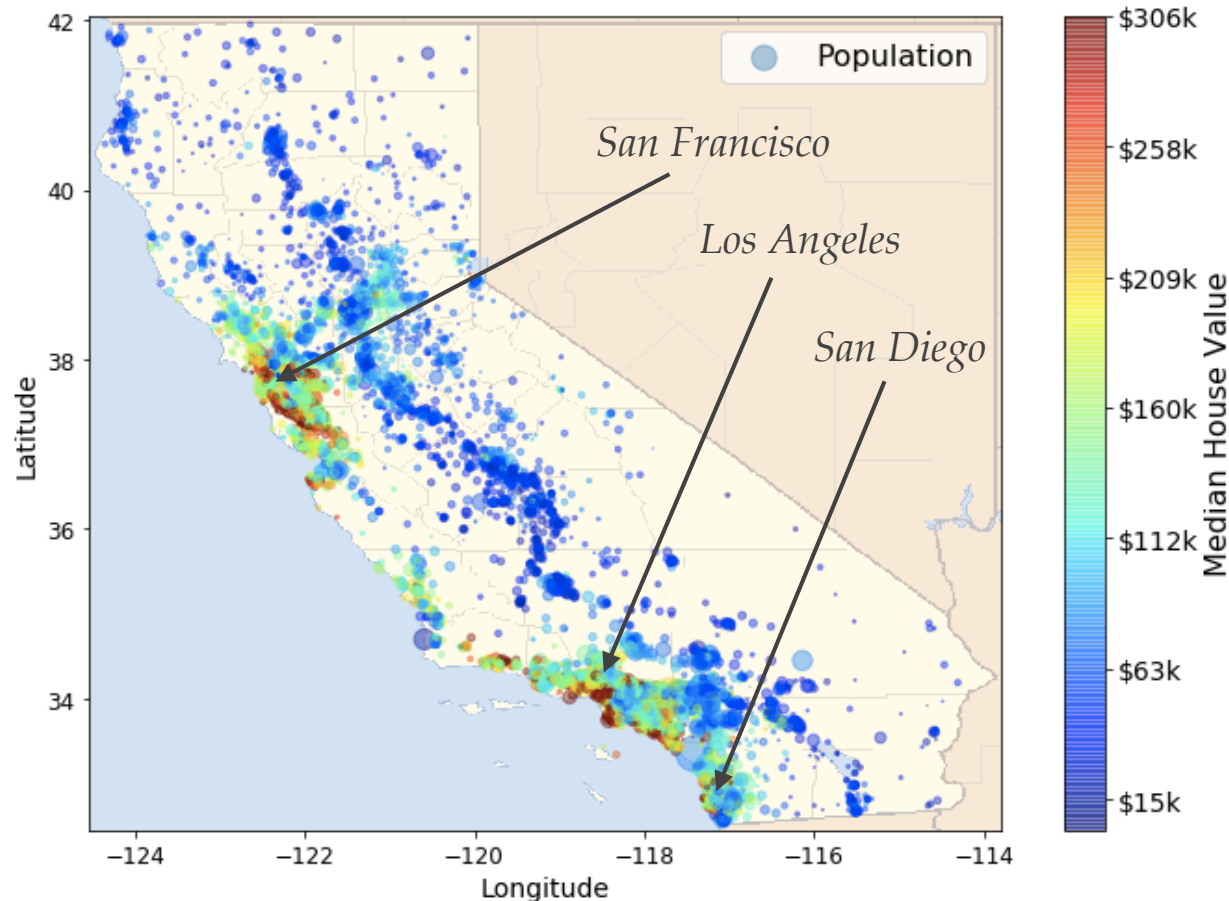 Population
San Francisco
Los Angeles
San Diego
42
40
38
36
34
Latitude
−124
−122
−120
−118
−116
−114
Longitude
$306k
$258k
$209k
$160k
$112k
$63k
$15k
Median House Value